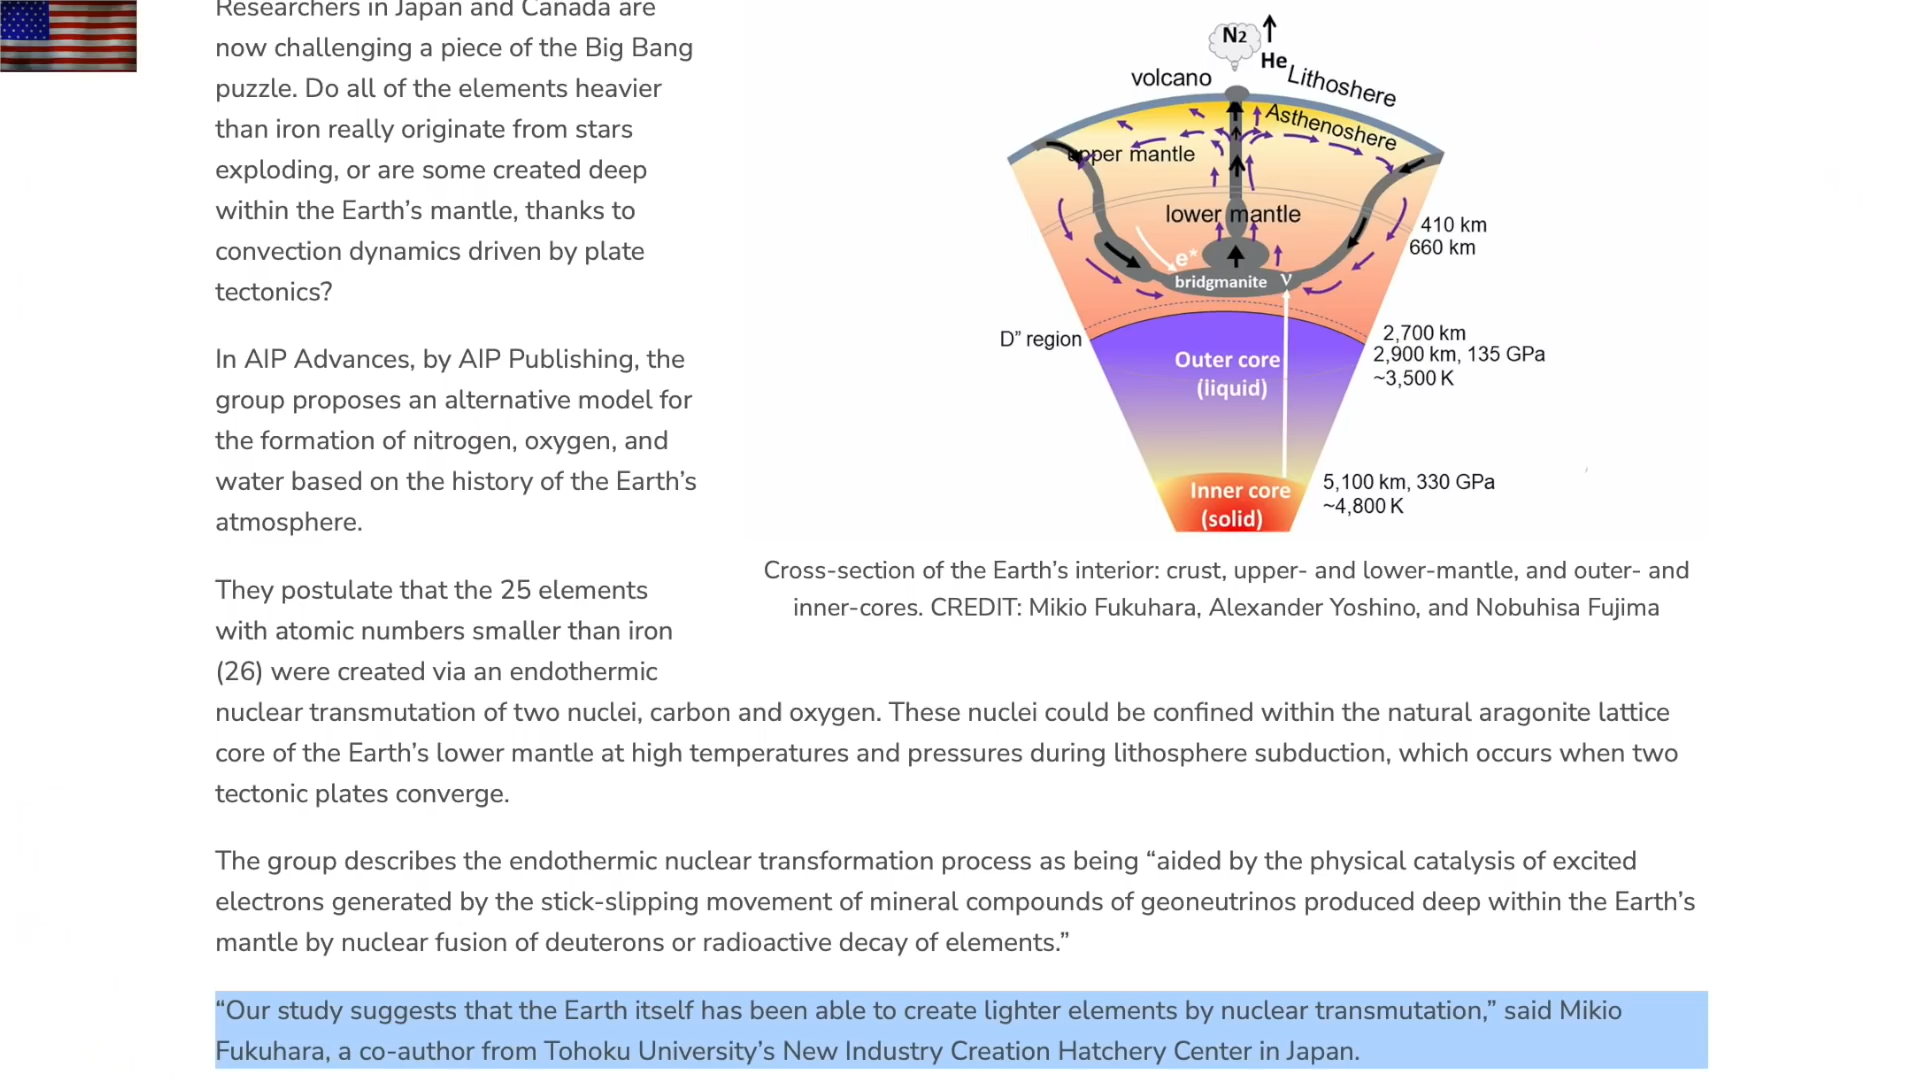 Researchers in Japan and Canada are
now challenging a piece of the Big Bang
puzzle. Do all of the elements heavier
than iron really originate from stars
exploding, or are some created deep
within the Earth’s mantle, thanks to
convection dynamics driven by plate
tectonics?
In AIP Advances, by AIP Publishing, the
group proposes an alternative model for
the formation of nitrogen, oxygen, and
water based on the history of the Earth’s
atmosphere.
They postulate that the 25 elements
with atomic numbers smaller than iron
(26) were created via an endothermic
nuclear transmutation of two nuclei, carbon and oxygen. These nuclei could be confined within the natural aragonite lattice
core of the Earth’s lower mantle at high temperatures and pressures during lithosphere subduction, which occurs when two
tectonic plates converge.
The group describes the endothermic nuclear transformation process as being “aided by the physical catalysis of excited
electrons generated by the stick-slipping movement of mineral compounds of geoneutrinos produced deep within the Earth’s
mantle by nuclear fusion of deuterons or radioactive decay of elements.”
“Our study suggests that the Earth itself has been able to create lighter elements by nuclear transmutation,” said Mikio
Fukuhara, a co-author from Tohoku University’s New Industry Creation Hatchery Center in Japan.
N2
He
volcano
Lithoshere
Asthenoshere
upper mantle
lower mantle
410 km
660 km
e*
bridgmanite ν
D” region
2,700 km
2,900 km, 135 GPa
~3,500 K
Outer core
(liquid)
5,100 km, 330 GPa
~4,800 K
Inner core
(solid)
Cross-section of the Earth’s interior: crust, upper- and lower-mantle, and outer- and
inner-cores. CREDIT: Mikio Fukuhara, Alexander Yoshino, and Nobuhisa Fujima